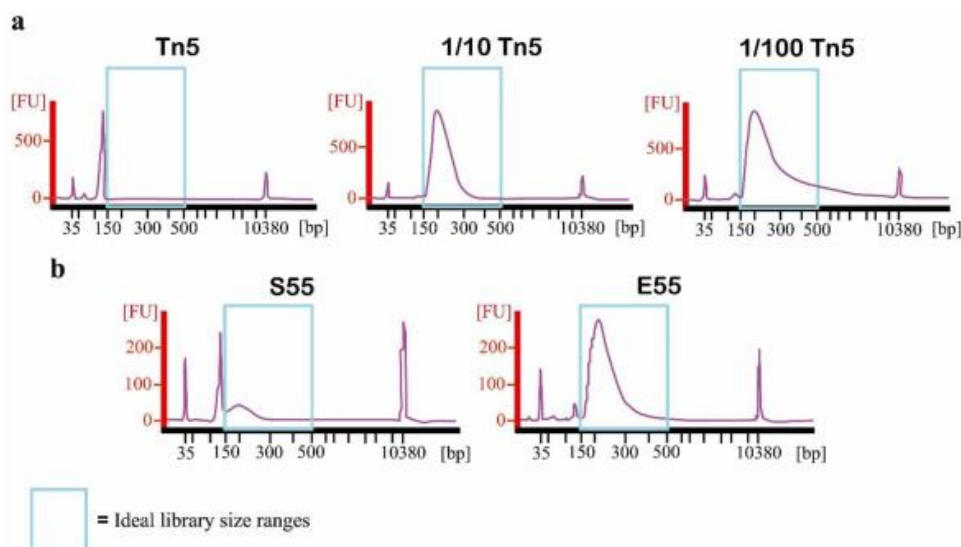 a
Tn5 1/10 Tn5 1/100 Tn5
[FU] [FU] [FU]
500 500 500
0 0 0
35 150 300 500 10380 [bp] 35 150 300 500 10380 [bp] 35 150 300 500 10380 [bp]
b
S55 E55
[FU] [FU]
200 200
100 100
0 0
35 150 300 500 10380 [bp] 35 150 300 500 10380 [bp]
= Ideal library size ranges